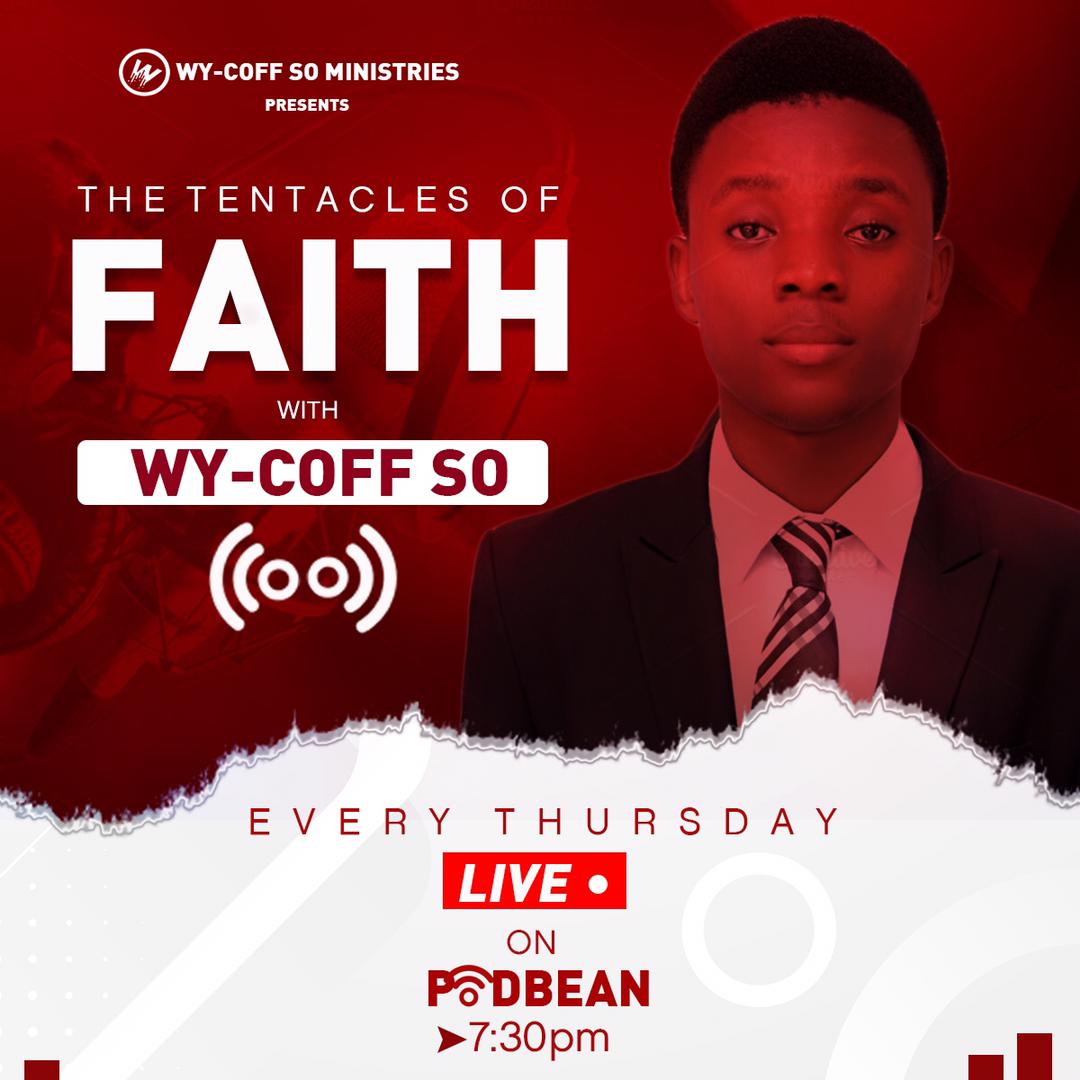 WY-COFF SO MINISTRIES
PRESENTS
THE TENTACLES OF
FAITH
WITH
WY-COFF SO
EVERY THURSDAY
LIVE
ON
PODBEAN
➤7:30pm